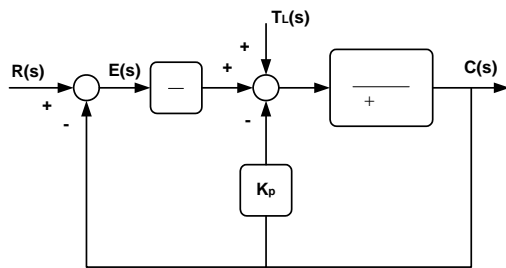 T_L(s)
+
R(s)
E(s)
+
C(s)
+
-
—
-
+
K_p